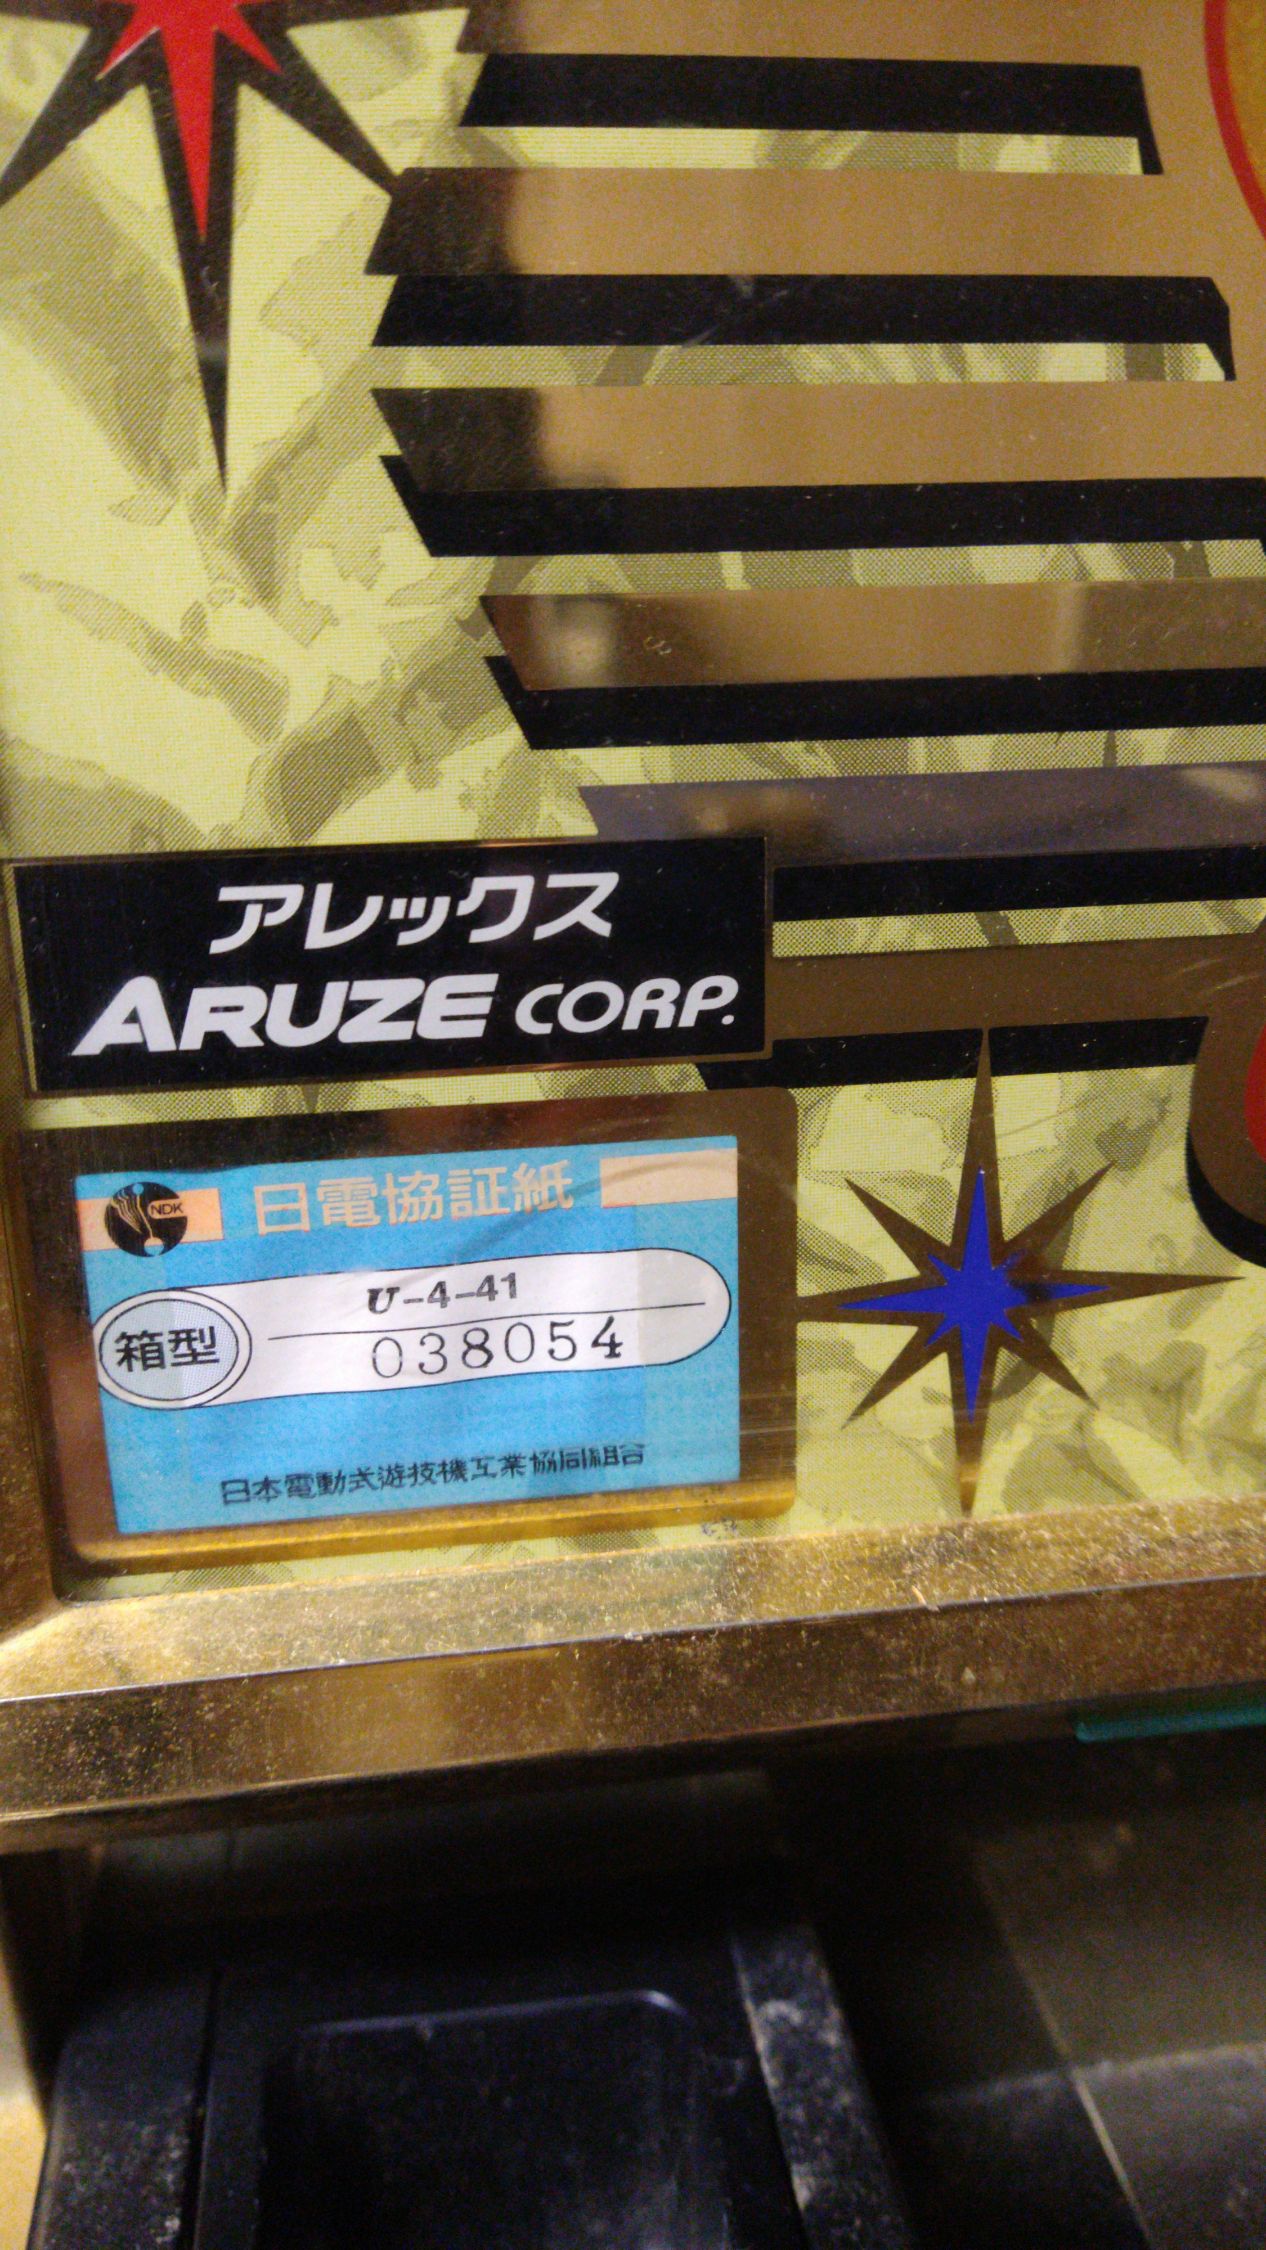 アレックス
ARUZE CORP.
NDK
日電協証紙
箱型
U-4-41
038054
日本電動式遊技機工業協同組合